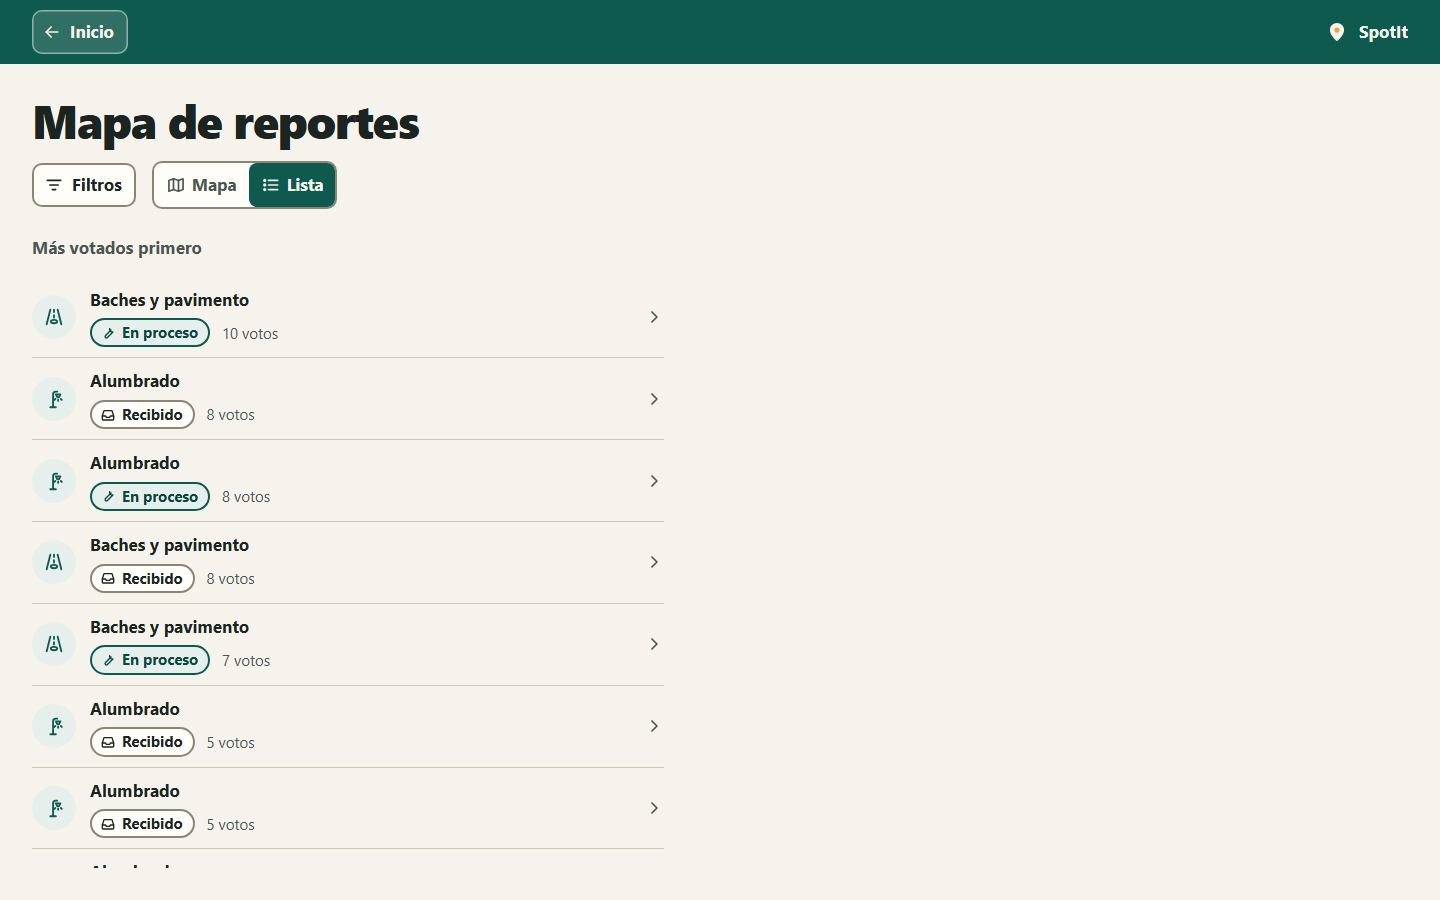 Inicio
SpotIt
Mapa de reportes
Filtros
Mapa
Lista
Más votados primero
Baches y pavimento
En proceso
10 votos
Alumbrado
Recibido
8 votos
Alumbrado
En proceso
8 votos
Baches y pavimento
Recibido
8 votos
Baches y pavimento
En proceso
7 votos
Alumbrado
Recibido
5 votos
Alumbrado
Recibido
5 votos